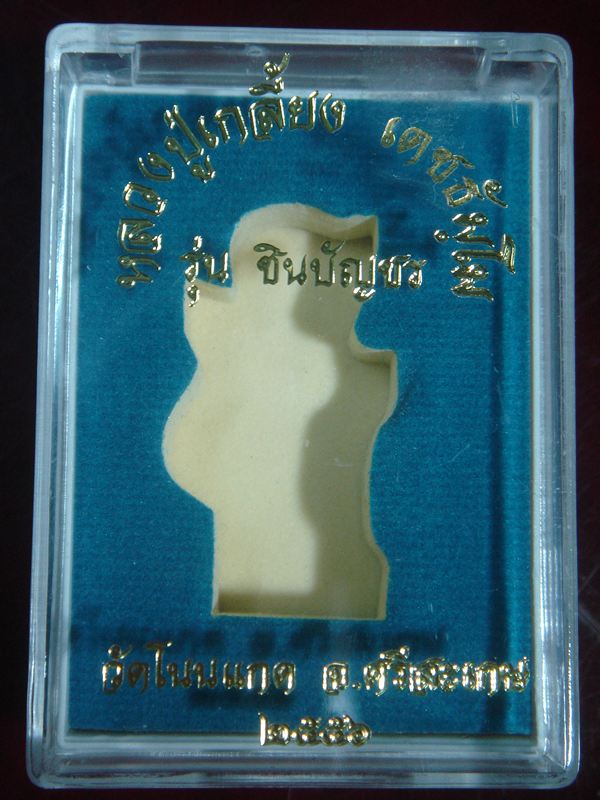 หลวงปู่เกลี้ยง เตชธัมฺโม
รุ่น ชินบัญชร
วัดโนนแกด จ.ศรีสะเกษ
๒๕๕๖